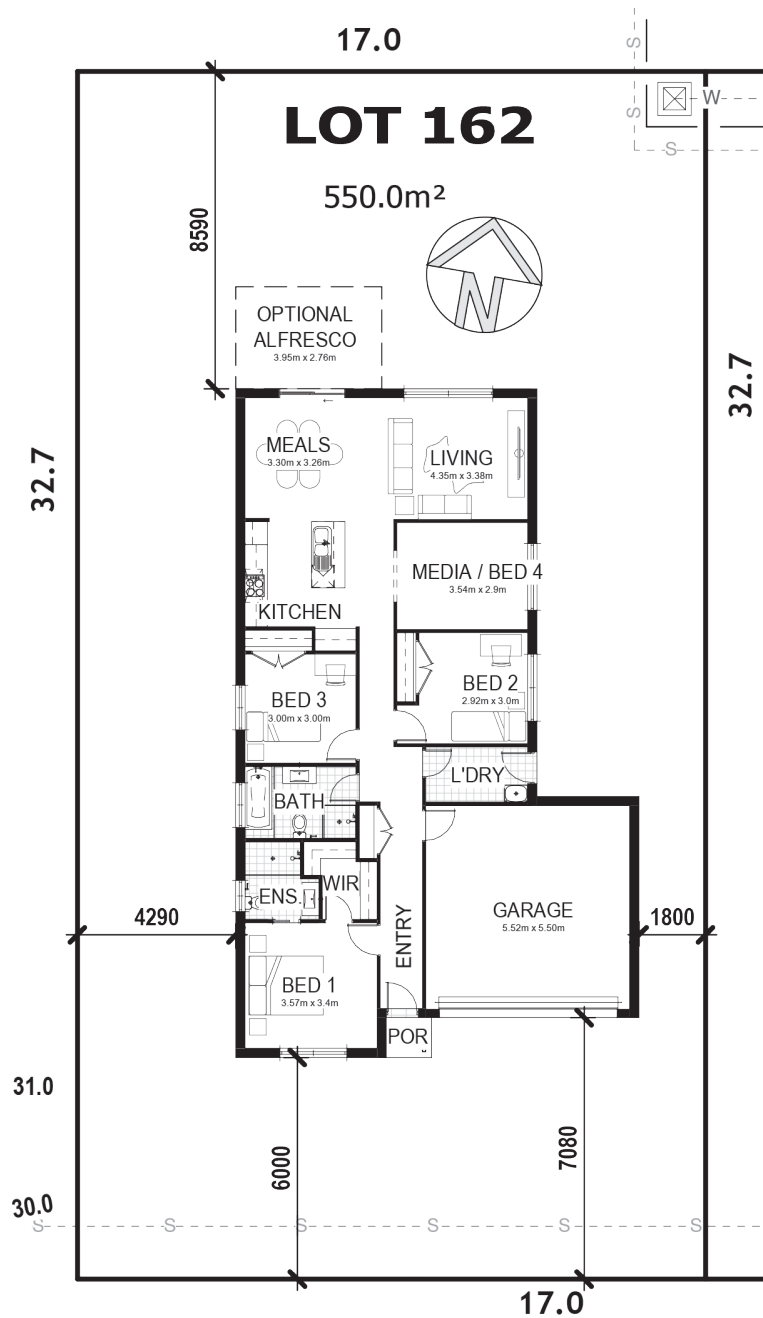 17.0
S
LOT 162
W
S
S
550.0m²
8590
N
OPTIONAL
ALFRESCO
3.95m x 2.76m
32.7
32.7
MEALS
3.30m x 3.26m
LIVING
4.35m x 3.38m
MEDIA / BED 4
3.54m x 2.9m
KITCHEN
BED 3
3.00m x 3.00m
BED 2
2.92m x 3.0m
L'DRY
BATH
WIR
ENS.
ENTRY
GARAGE
5.52m x 5.50m
4290
1800
BED 1
3.57m x 3.4m
POR
31.0
6000
7080
30.0
S S S S S S
17.0